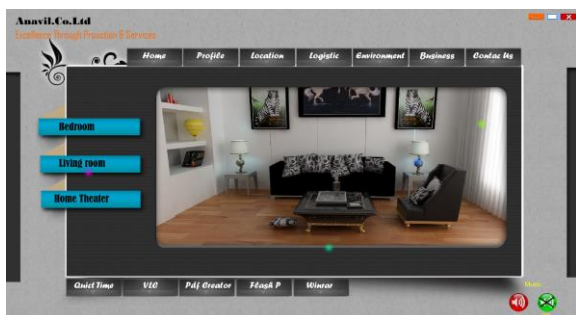 Anavil.Co.Ltd
Excellence Through Proaction & Services
Home
Profile
Location
Logistic
Environment
Business
Contac Us
Bedroom
Living room
Home Theater
Quict Time
VLC
Pdf Creator
Flash P
Winrar
Music